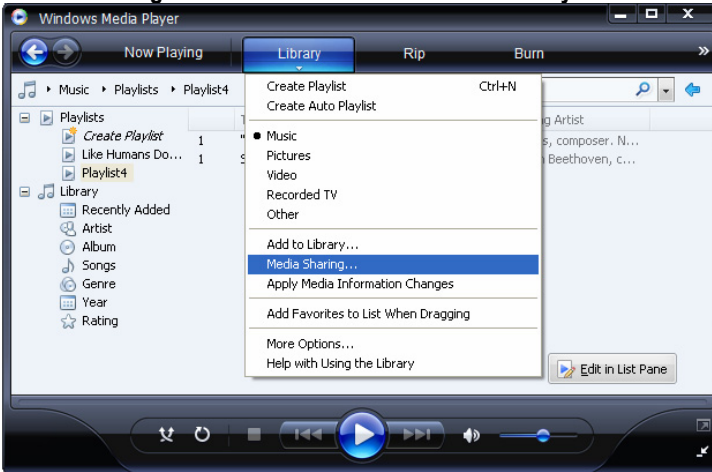 Windows Media Player
Now Playing Library Rip Burn »
Music Playlists Playlist4
Create Playlist Ctrl+N
Create Auto Playlist
Music
Pictures
Video
Recorded TV
Other
Add to Library...
Media Sharing...
Apply Media Information Changes
Add Favorites to List When Dragging
More Options...
Help with Using the Library
Playlists
Create Playlist
Like Humans Do...
Playlist4
Library
Recently Added
Artist
Album
Songs
Genre
Year
Rating
1
1
Artist
s, composer. N...
Beethoven, c...
Edit in List Pane